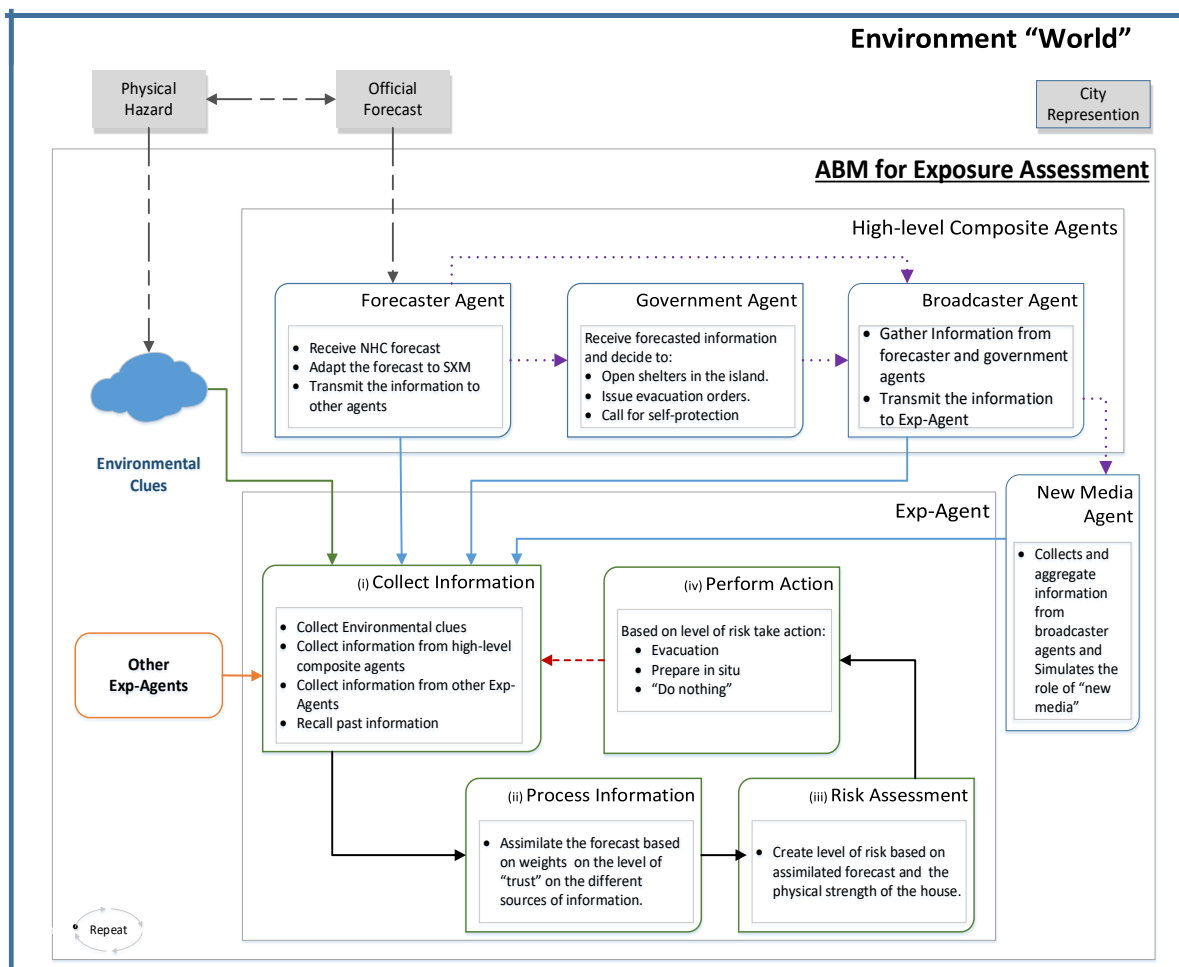 Environment “World”
Physical
Hazard
Official
Forecast
City
Represention
ABM for Exposure Assessment
High-level Composite Agents
Forecaster Agent
• Receive NHC forecast
• Adapt the forecast to SXM
• Transmit the information to
other agents
Government Agent
Receive forecasted information
and decide to:
• Open shelters in the island.
• Issue evacuation orders.
• Call for self-protection
Broadcaster Agent
• Gather Information from
forecaster and government
agents
• Transmit the information
to Exp-Agent
Environmental
Clues
New Media
Agent
• Collects and
aggregate
information
from
broadcaster
agents and
Simulates the
role of “new
media”
Exp-Agent
(i) Collect Information
• Collect Environmental clues
• Collect information from high-level
composite agents
• Collect information from other Exp-
Agents
• Recall past information
(iv) Perform Action
Based on level of risk take action:
• Evacuation
• Prepare in situ
• “Do nothing”
Other
Exp-Agents
(ii) Process Information
• Assimilate the forecast based
on weights on the level of
“trust” on the different
sources of information.
(iii) Risk Assessment
• Create level of risk based on
assimilated forecast and the
physical strength of the house.
Repeat